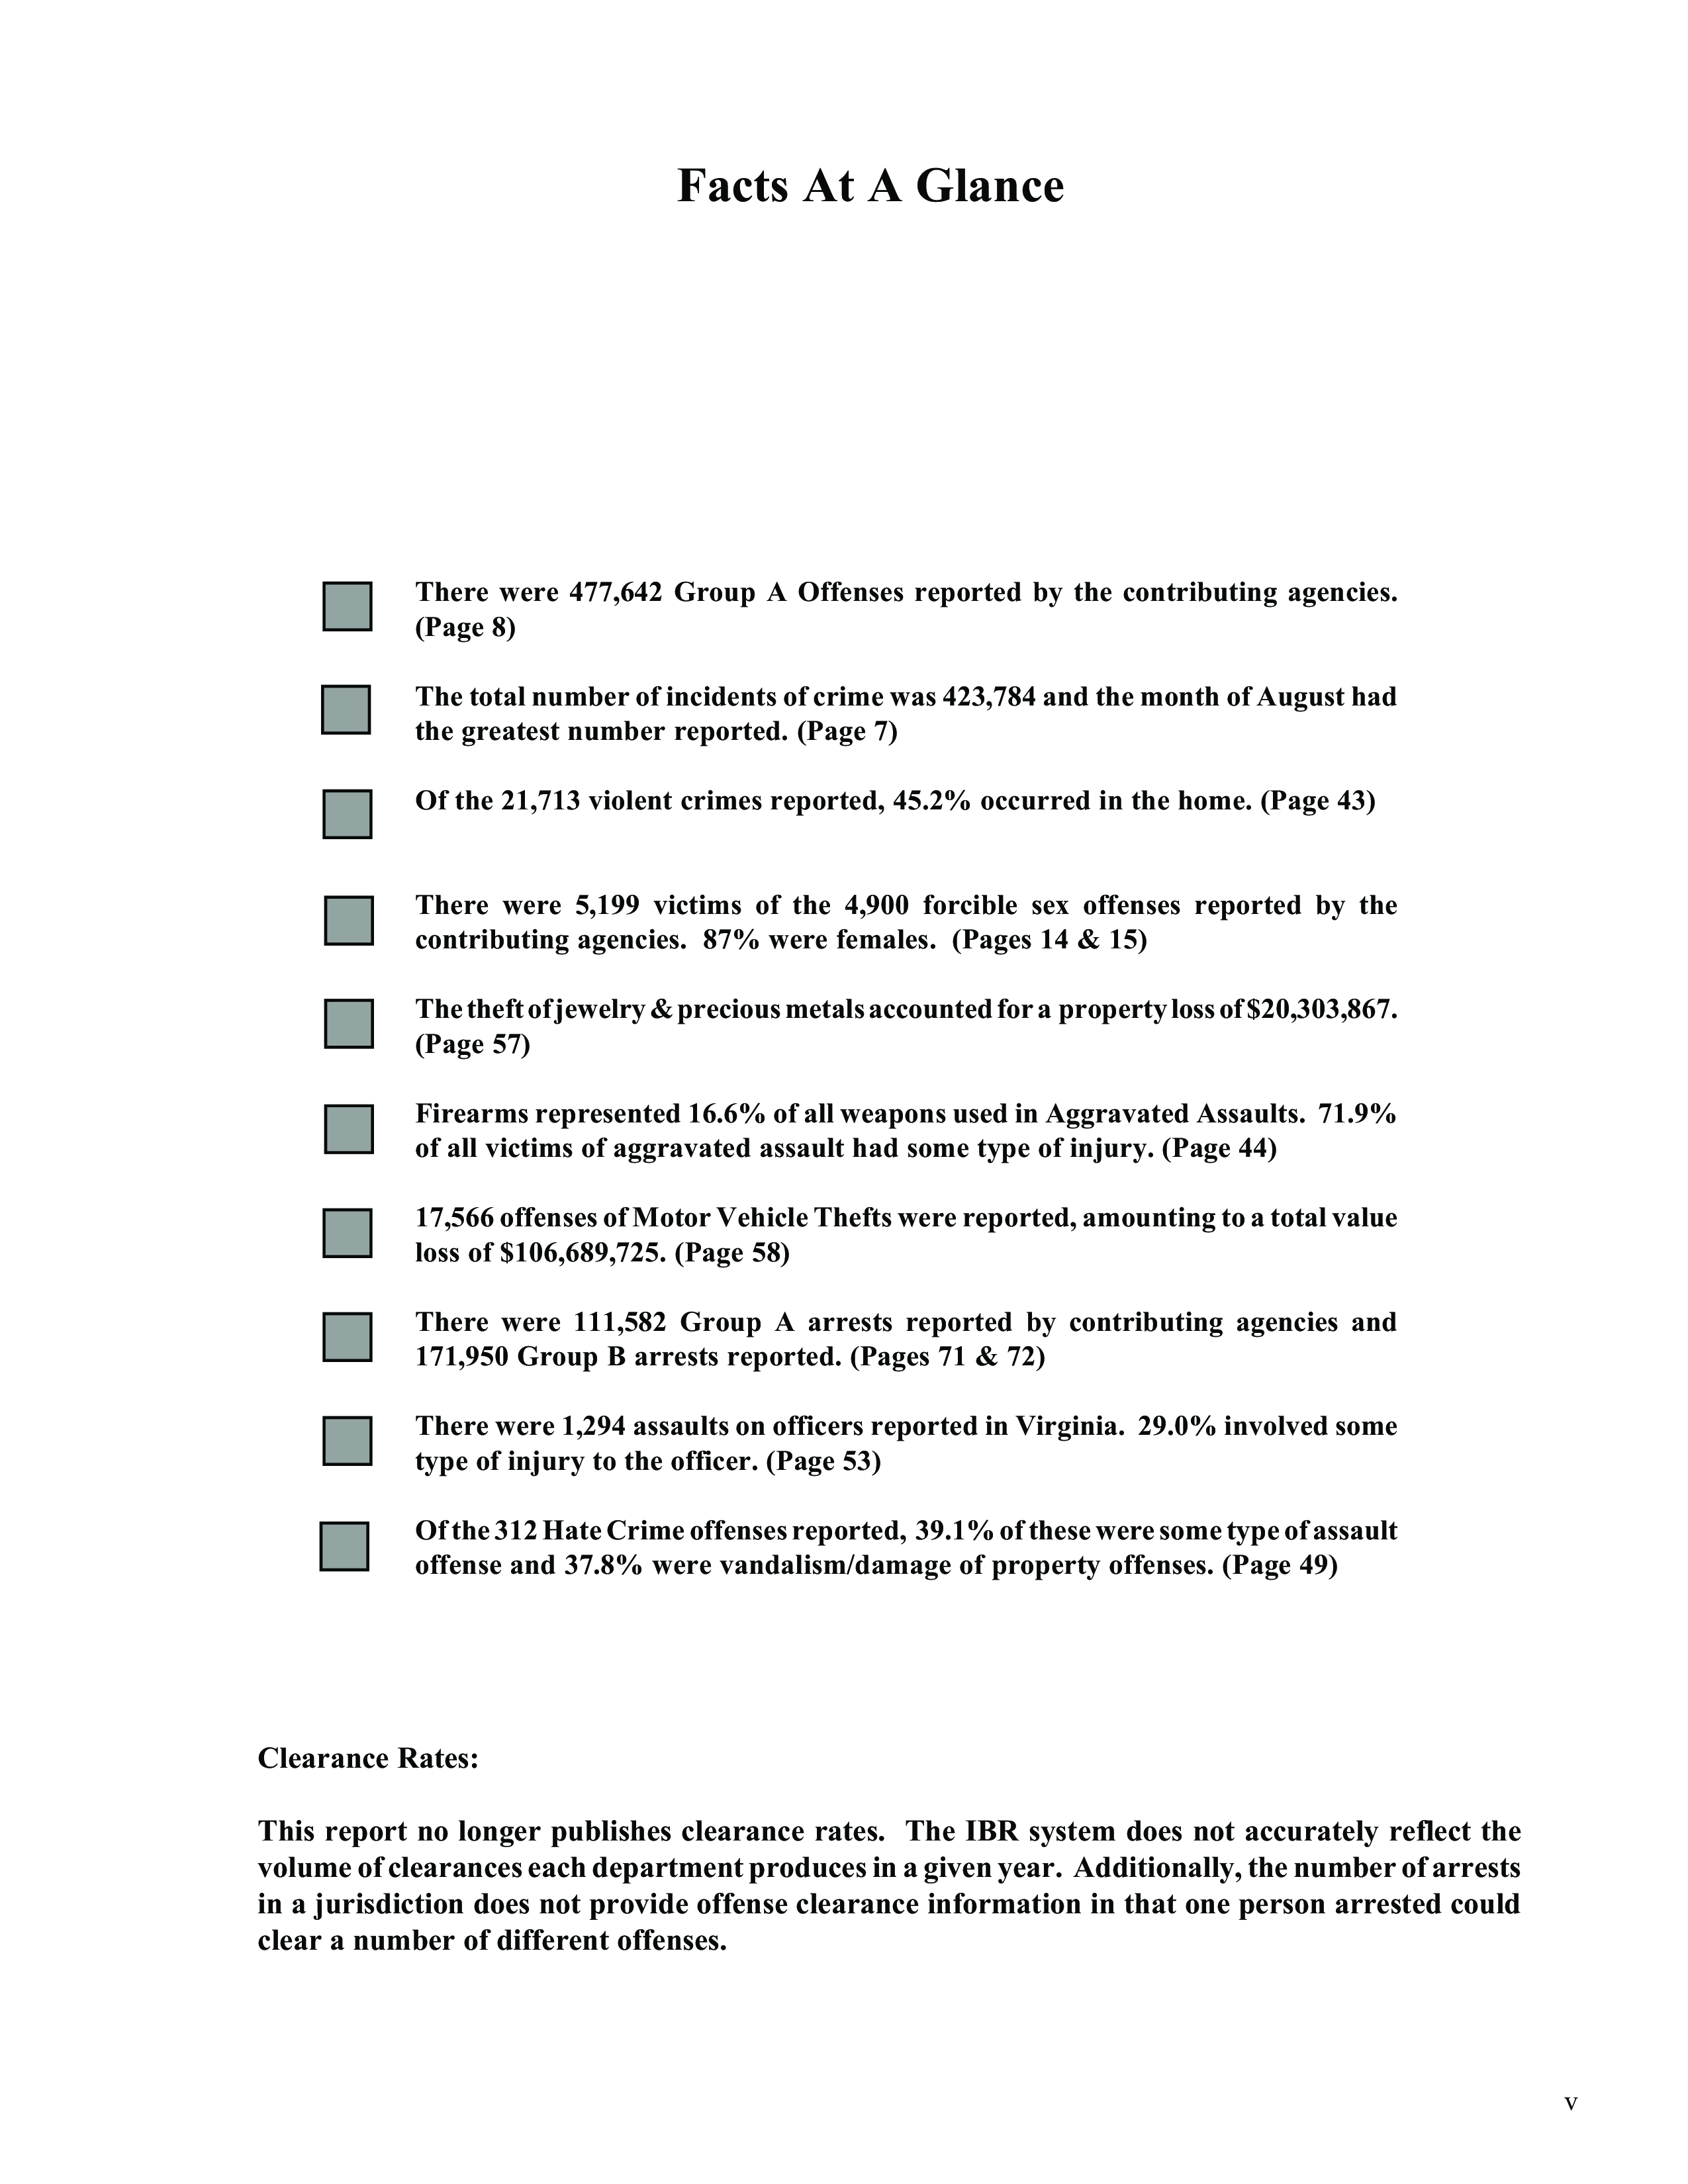 Facts At A Glance
There were 477,642 Group A Offenses reported by the contributing agencies.
(Page 8)
The total number of incidents of crime was 423,784 and the month of August had
the greatest number reported. (Page 7)
Of the 21,713 violent crimes reported, 45.2% occurred in the home. (Page 43)
There were 5,199 victims of the 4,900 forcible sex offenses reported by the
contributing agencies. 87% were females. (Pages 14 & 15)
The theft of jewelry & precious metals accounted for a property loss of $20,303,867.
(Page 57)
Firearms represented 16.6% of all weapons used in Aggravated Assaults. 71.9%
of all victims of aggravated assault had some type of injury. (Page 44)
17,566 offenses of Motor Vehicle Thefts were reported, amounting to a total value
loss of $106,689,725. (Page 58)
There were 111,582 Group A arrests reported by contributing agencies and
171,950 Group B arrests reported. (Pages 71 & 72)
There were 1,294 assaults on officers reported in Virginia. 29.0% involved some
type of injury to the officer. (Page 53)
Of the 312 Hate Crime offenses reported, 39.1% of these were some type of assault
offense and 37.8% were vandalism/damage of property offenses. (Page 49)
Clearance Rates:
This report no longer publishes clearance rates. The IBR system does not accurately reflect the
volume of clearances each department produces in a given year. Additionally, the number of arrests
in a jurisdiction does not provide offense clearance information in that one person arrested could
clear a number of different offenses.
v